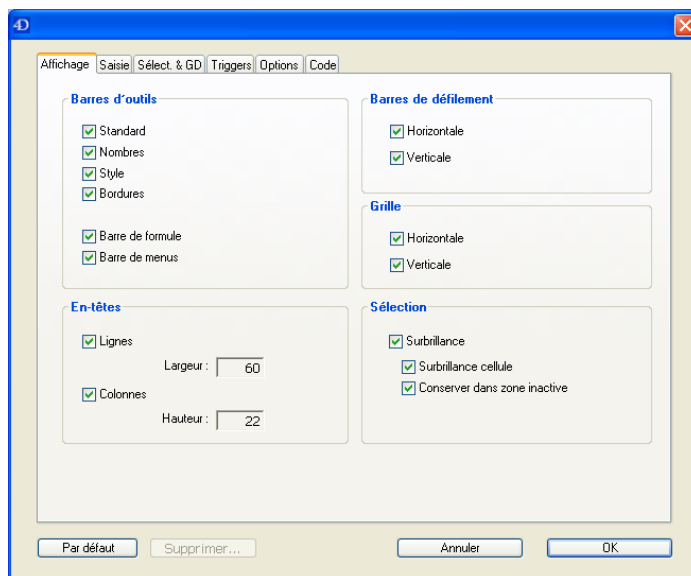 4D
Affichage Saisie Sélect. & GD Triggers Options Code
Barres d'outils
Standard
Nombres
Style
Bordures
Barre de formule
Barre de menus
Barres de défilement
Horizontale
Verticale
Grille
Horizontale
Verticale
En-têtes
Lignes
Largeur : 60
Colonnes
Hauteur : 22
Sélection
Surbrillance
Surbrillance cellule
Conserver dans zone inactive
Par défaut Supprimer... Annuler OK